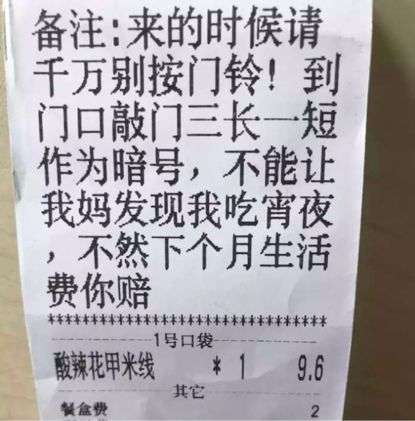 备注:来的时候请
千万别按门铃！到
门口敲门三长一短
作为暗号，不能让
我妈发现我吃宵夜
，不然下个月生活
费你赔
********************************
1号口袋
酸辣花甲米线 * 1 9.6
其它
餐盒费 2